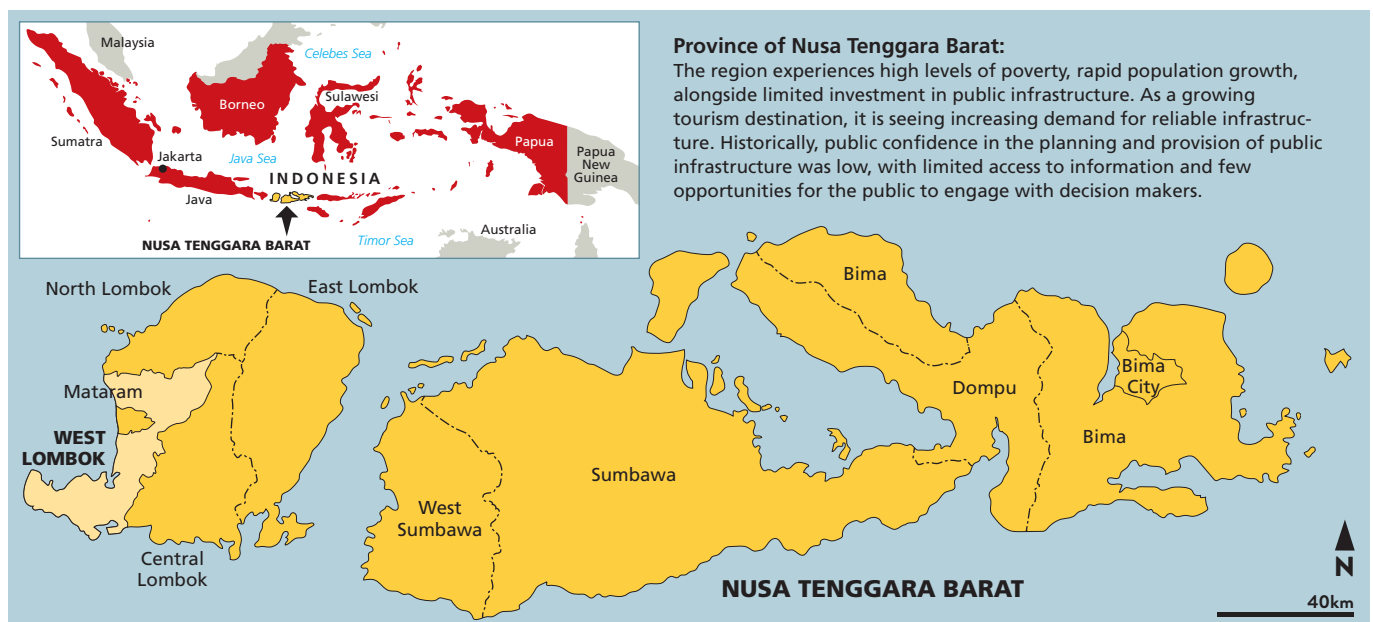 Malaysia
Celebes Sea
Borneo
Sulawesi
Sumatra
Papua
Jakarta
Java Sea
Papua
New
Guinea
INDONESIA
Java
Australia
NUSA TENGGARA BARAT
Timor Sea
Province of Nusa Tenggara Barat:
The region experiences high levels of poverty, rapid population growth,
alongside limited investment in public infrastructure. As a growing
tourism destination, it is seeing increasing demand for reliable infrastruc-
ture. Historically, public confidence in the planning and provision of public
infrastructure was low, with limited access to information and few
opportunities for the public to engage with decision makers.
North Lombok
East Lombok
Bima
Mataram
Dompu
Bima
City
WEST
LOMBOK
Bima
Sumbawa
West
Sumbawa
Central
Lombok
NUSA TENGGARA BARAT
N
40km